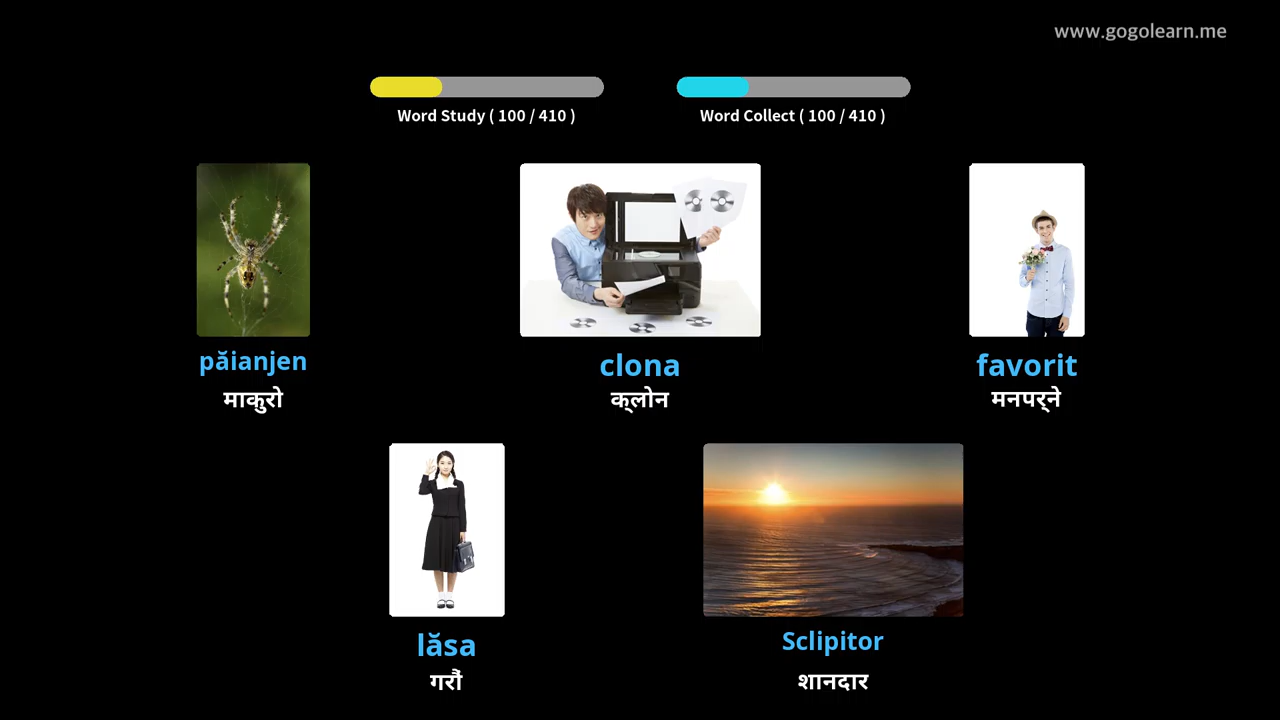 www.gogolearn.me
Word Study ( 100 / 410 )
Word Collect ( 100 / 410 )
păianjen
माकुरो
clona
क्लोन
favorit
मनपर्ने
lăsa
गरौं
Sclipitor
शानदार